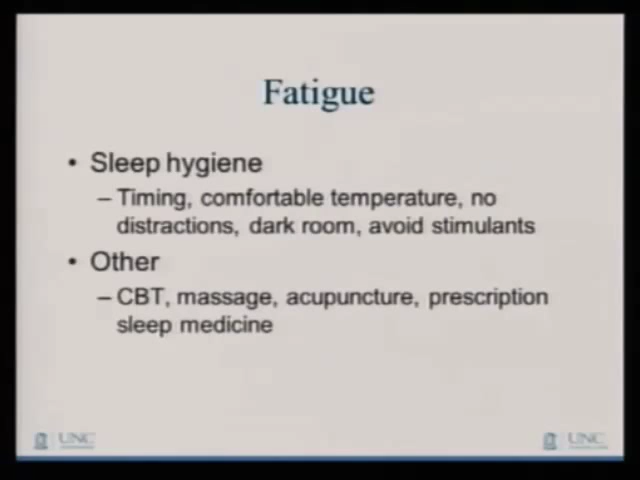 Fatigue
• Sleep hygiene
– Timing, comfortable temperature, no
distractions, dark room, avoid stimulants
• Other
– CBT, massage, acupuncture, prescription
sleep medicine
UNC
UNC